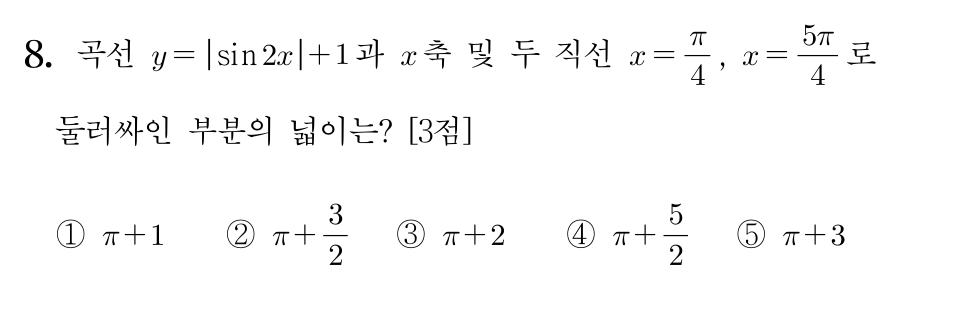 8. 곡선 y=|sin2x|+1과 x축 및 두 직선 x=π/4, x=5π/4로
둘러싸인 부분의 넓이는? [3점]
① π+1 ② π+3/2 ③ π+2 ④ π+5/2 ⑤ π+3